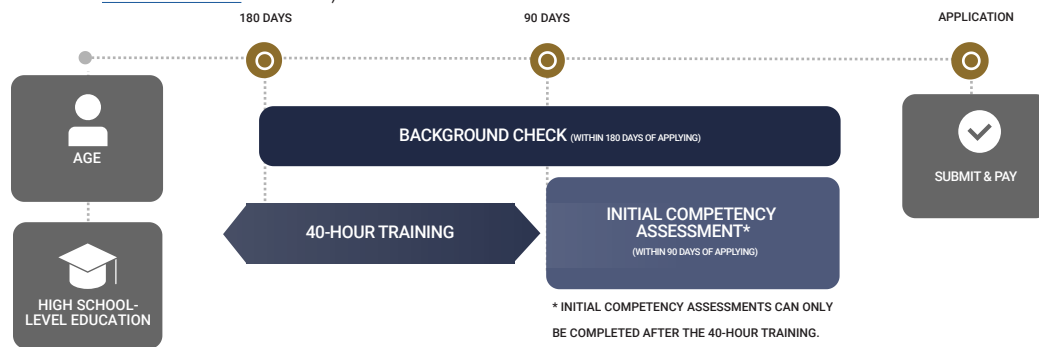 180 DAYS
90 DAYS
APPLICATION
AGE
HIGH SCHOOL-
LEVEL EDUCATION
BACKGROUND CHECK (WITHIN 180 DAYS OF APPLYING)
40-HOUR TRAINING
INITIAL COMPETENCY
ASSESSMENT*
(WITHIN 90 DAYS OF APPLYING)
* INITIAL COMPETENCY ASSESSMENTS CAN ONLY
BE COMPLETED AFTER THE 40-HOUR TRAINING.
SUBMIT & PAY